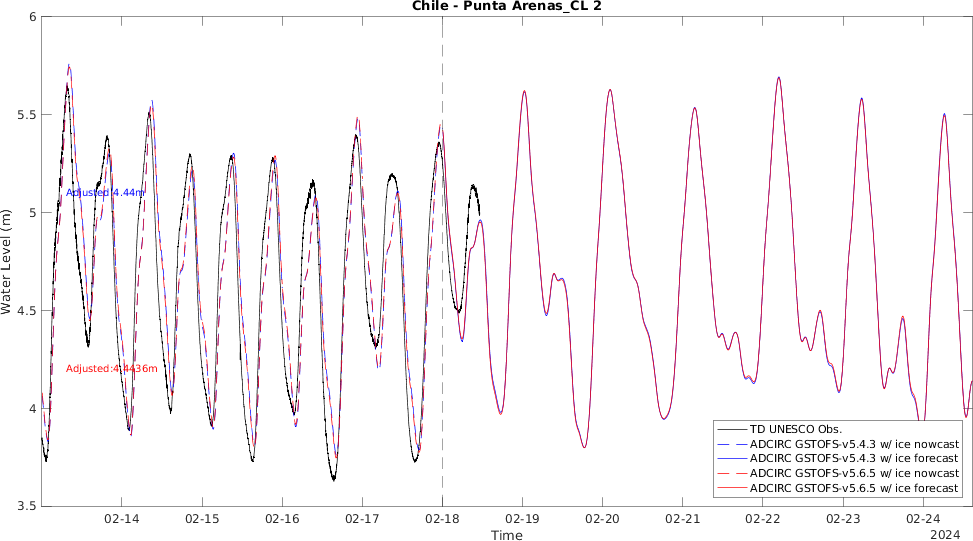 Chile - Punta Arenas_CL 2
6
5.5
5
4.5
4
3.5
Water Level (m)
Adjusted:4.44m
Adjusted:4.4436m
TD UNESCO Obs.
ADCIRC GSTOFS-v5.4.3 w/ ice nowcast
ADCIRC GSTOFS-v5.4.3 w/ ice forecast
ADCIRC GSTOFS-v5.6.5 w/ ice nowcast
ADCIRC GSTOFS-v5.6.5 w/ ice forecast
02-14 02-15 02-16 02-17 02-18 02-19 02-20 02-21 02-22 02-23 02-24
Time
2024